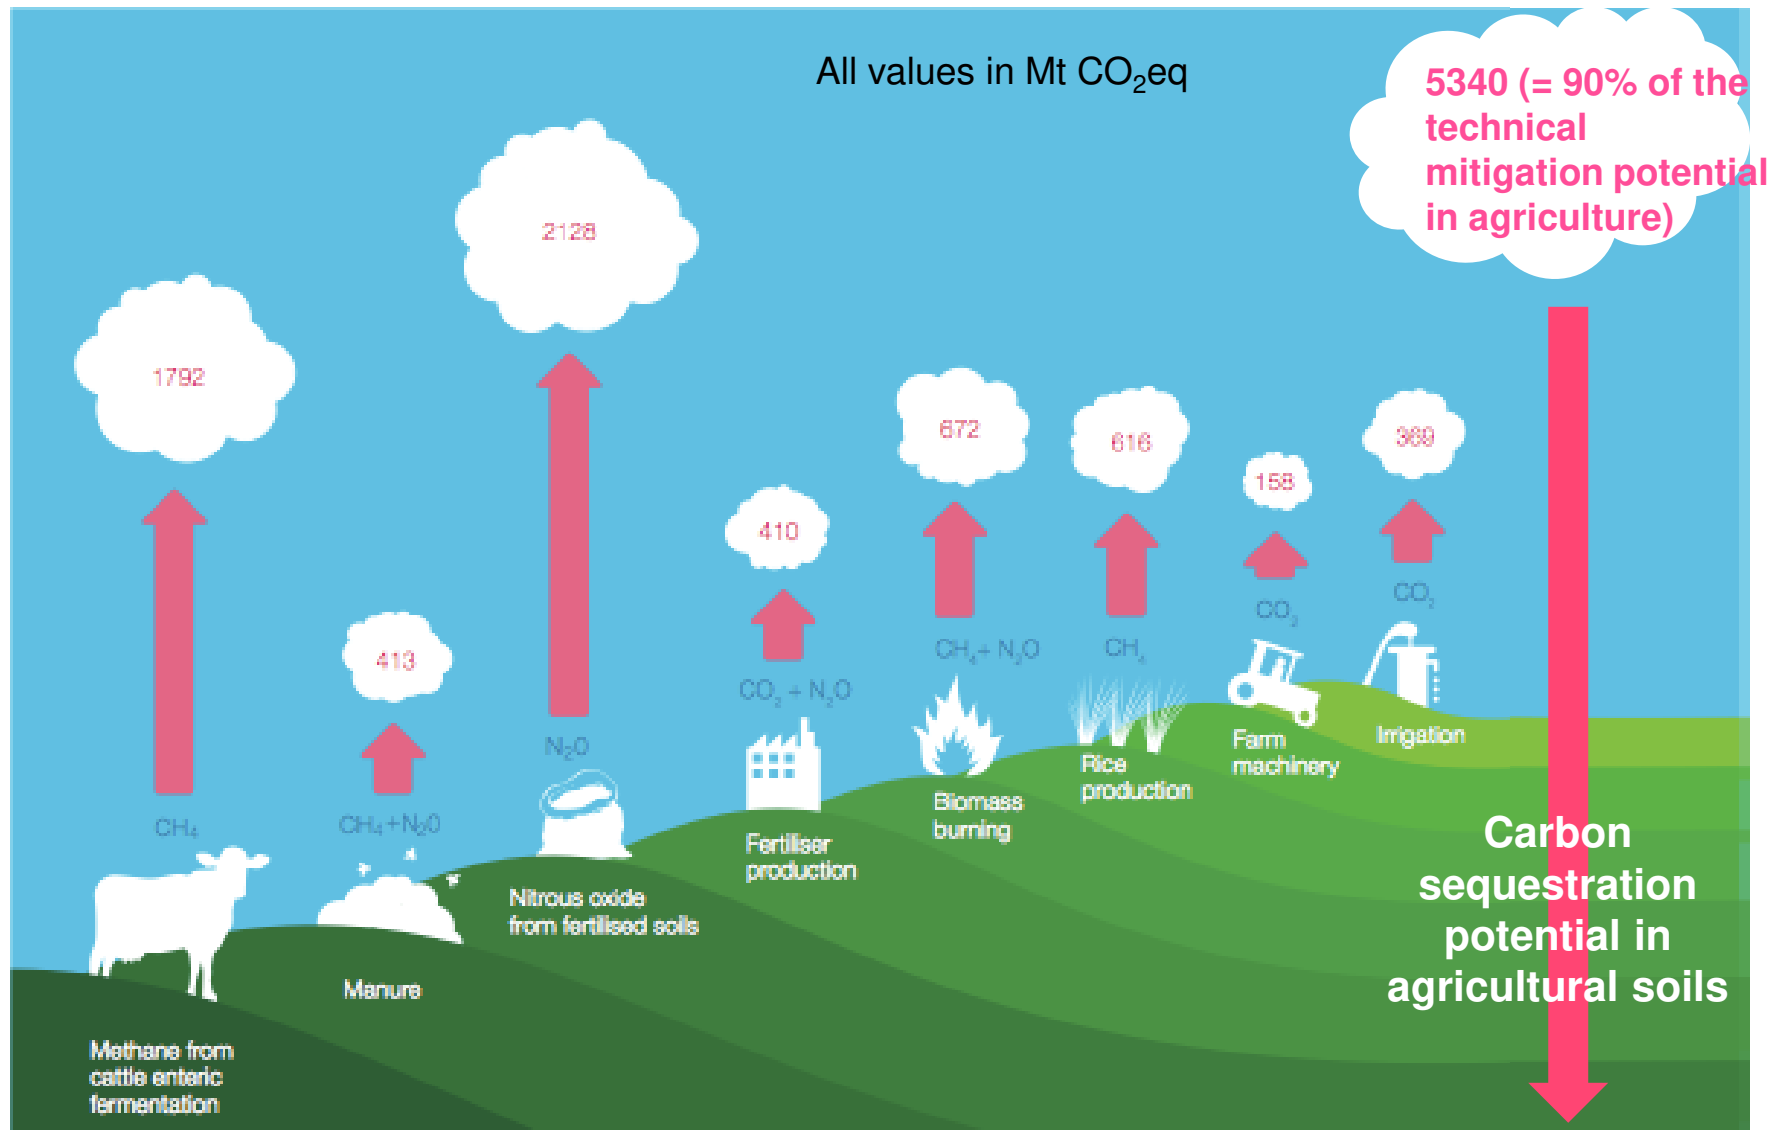 All values in Mt CO₂eq
5340 (= 90% of the
technical
mitigation potential
in agriculture)
2128
1792
672
616
369
158
410
413
CO₂
CO₂
CH₄+ N₂O
CH₄
CO₂ + N₂O
N₂O
CH₄
CH₄+N₂O
Irrigation
Farm
machinery
Rice
production
Biomass
burning
Fertiliser
production
Nitrous oxide
from fertilised soils
Manure
Methane from
cattle enteric
fermentation
Carbon
sequestration
potential in
agricultural soils